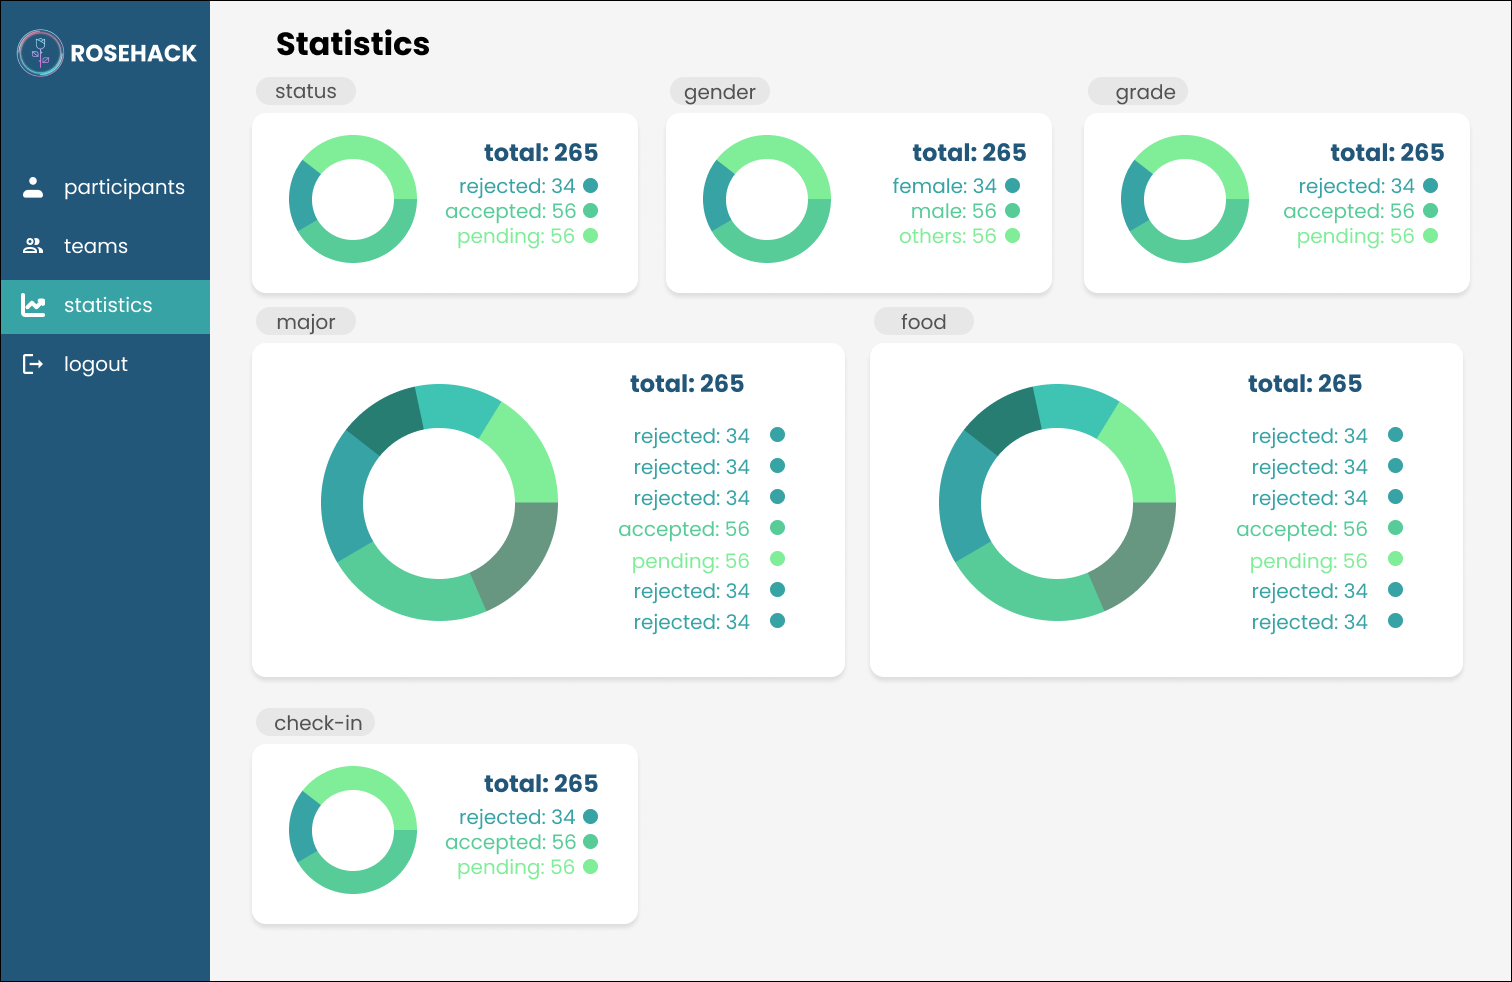 ROSEHACK
participants
teams
statistics
logout
Statistics
status
total: 265
rejected: 34
accepted: 56
pending: 56
gender
total: 265
female: 34
male: 56
others: 56
grade
total: 265
rejected: 34
accepted: 56
pending: 56
major
total: 265
rejected: 34
rejected: 34
rejected: 34
accepted: 56
pending: 56
rejected: 34
rejected: 34
food
total: 265
rejected: 34
rejected: 34
rejected: 34
accepted: 56
pending: 56
rejected: 34
rejected: 34
check-in
total: 265
rejected: 34
accepted: 56
pending: 56